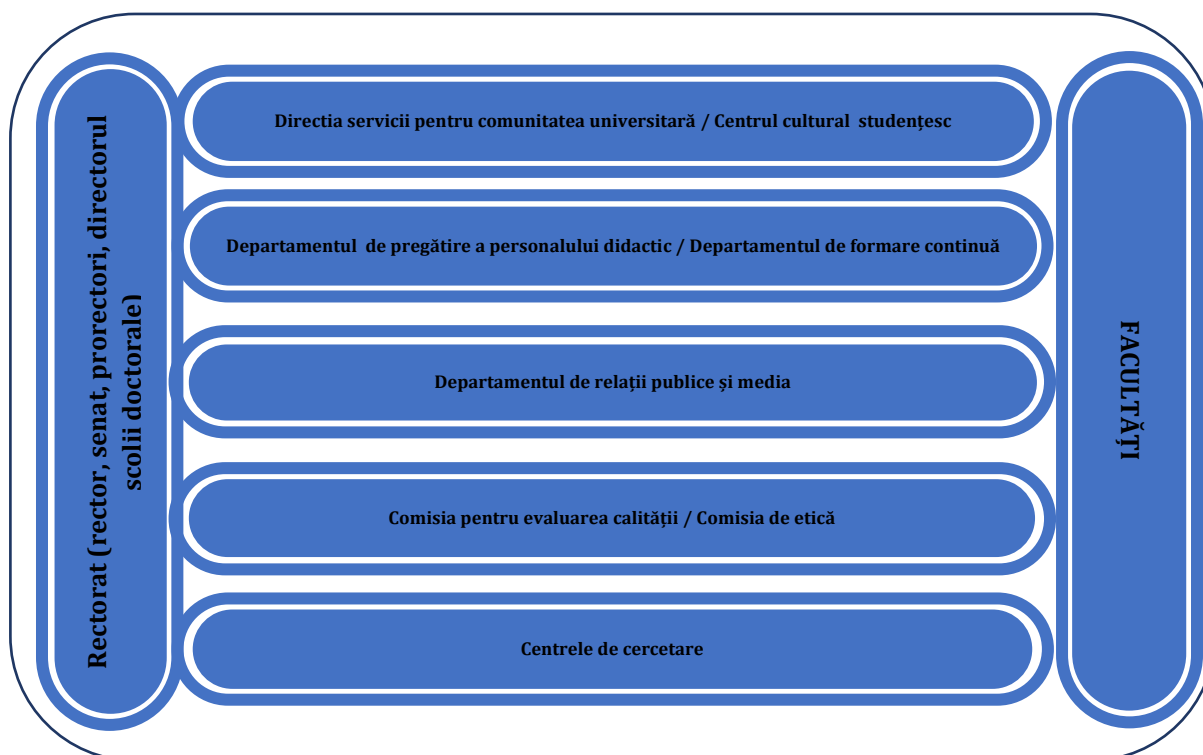 Rectorat (rector, senat, prorectori, directorul
scolii doctorale)
Directia servicii pentru comunitatea universitară / Centrul cultural studențesc
Departamentul de pregătire a personalului didactic / Departamentul de formare continuă
Departamentul de relații publice și media
Comisia pentru evaluarea calității / Comisia de etică
Centrele de cercetare
FACULTĂȚI